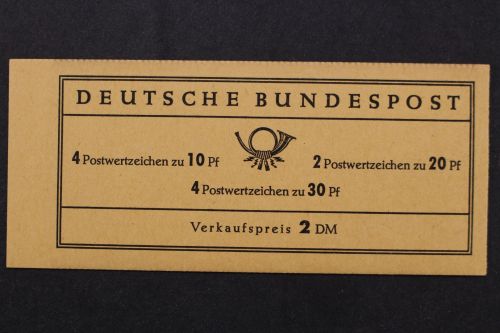 DEUTSCHE BUNDESPOST
4 Postwertzeichen zu 10 Pf 2 Postwertzeichen zu 20 Pf
4 Postwertzeichen zu 30 Pf
Verkaufspreis 2 DM